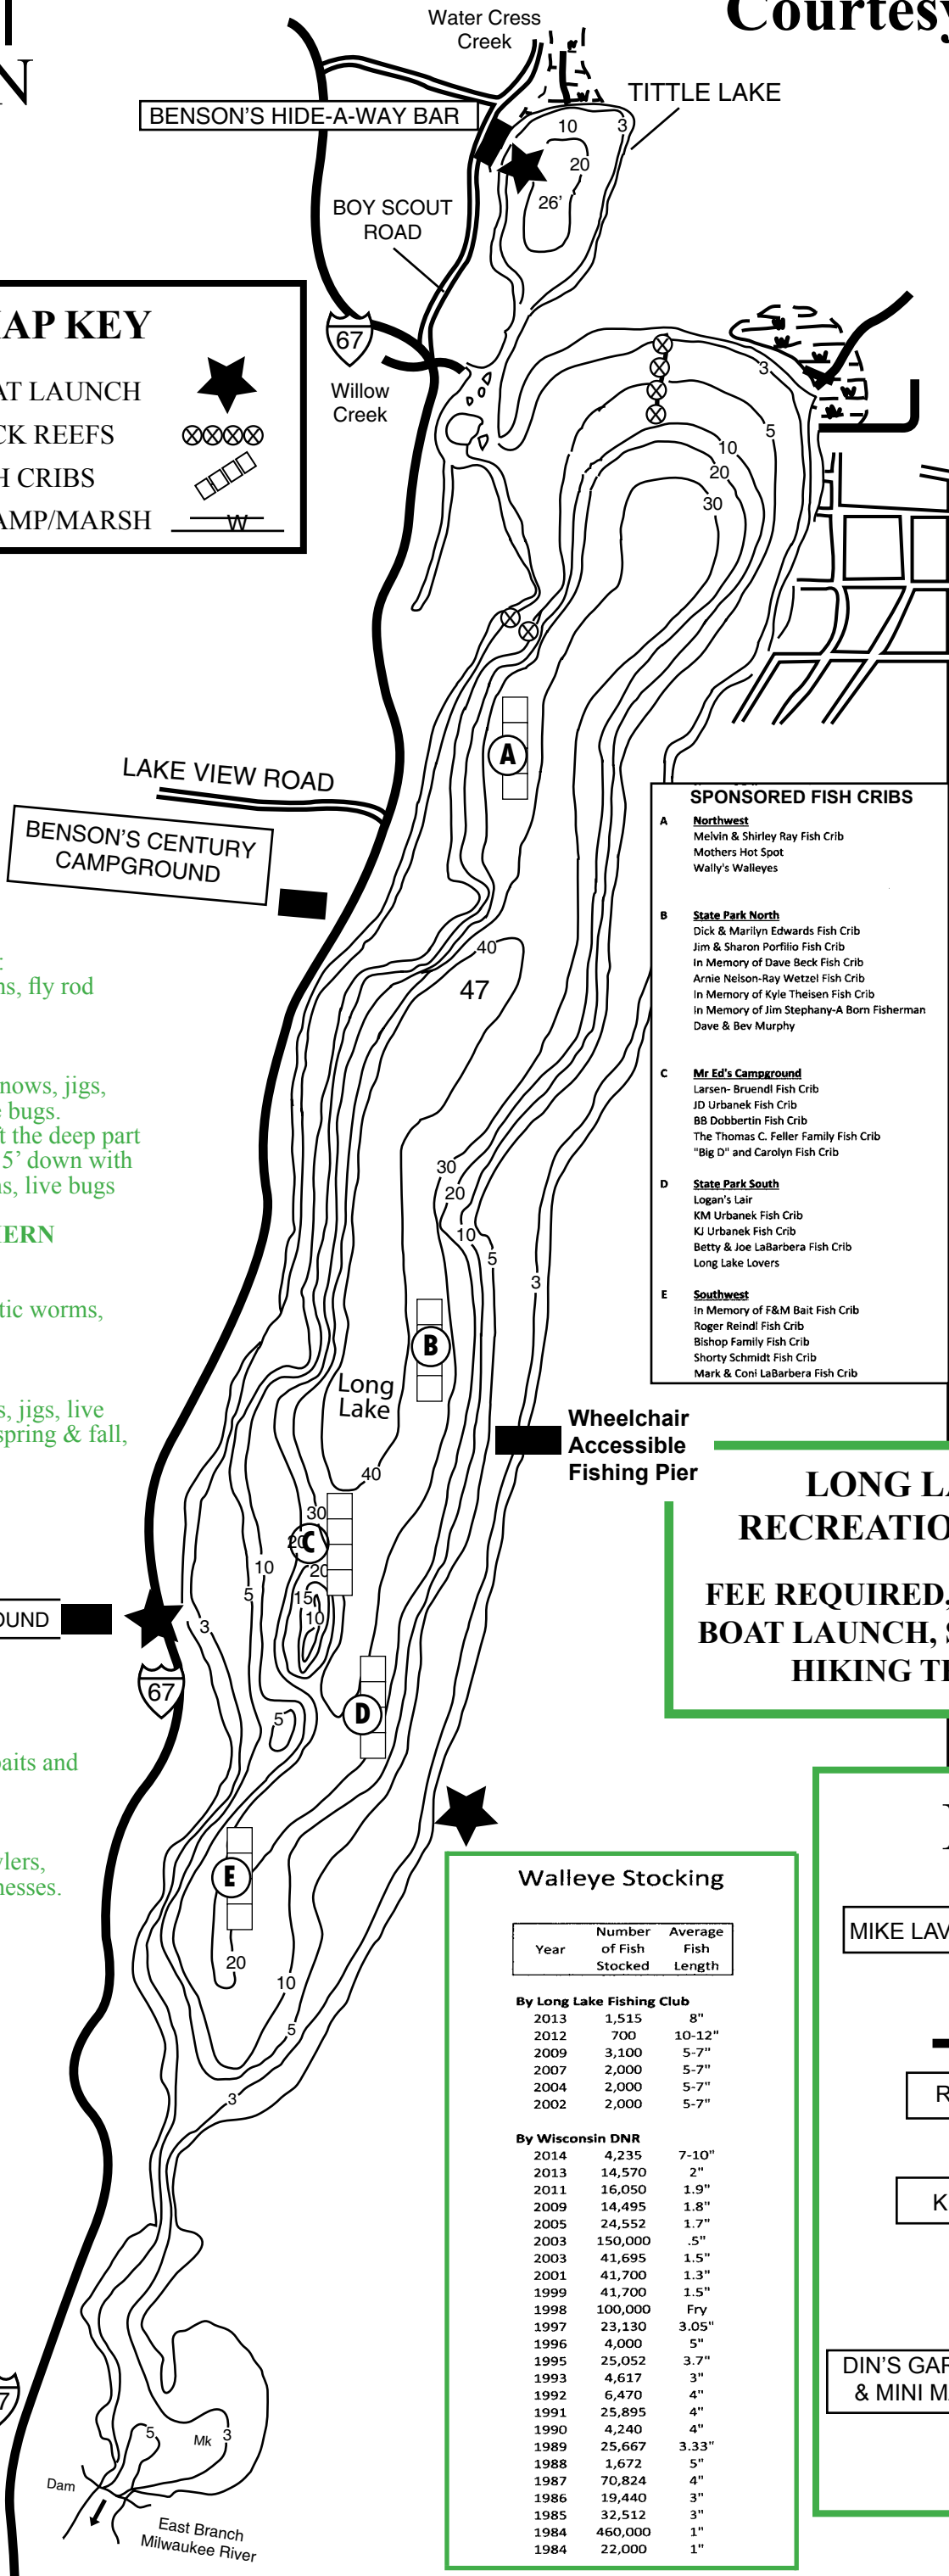 Courtesy
N
Water Cress
Creek
TITTLE LAKE
BENSON'S HIDE-A-WAY BAR
10
3
20
26'
BOY SCOUT
ROAD
67
Willow
Creek
MAP KEY
AT LAUNCH
CK REEFS
H CRIBS
AMP/MARSH
W
3
5
10
20
30
A
LAKE VIEW ROAD
BENSON'S CENTURY
CAMPGROUND
SPONSORED FISH CRIBS
A Northwest
Melvin & Shirley Ray Fish Crib
Mothers Hot Spot
Wally's Walleyes
B State Park North
Dick & Marilyn Edwards Fish Crib
Jim & Sharon Porfilio Fish Crib
In Memory of Dave Beck Fish Crib
Arnie Nelson-Ray Wetzel Fish Crib
In Memory of Kyle Theisen Fish Crib
In Memory of Jim Stephany-A Born Fisherman
Dave & Bev Murphy
C Mr Ed's Campground
Larsen- Bruendl Fish Crib
JD Urbanek Fish Crib
BB Dobbertin Fish Crib
The Thomas C. Feller Family Fish Crib
"Big D" and Carolyn Fish Crib
D State Park South
Logan's Lair
KM Urbanek Fish Crib
KJ Urbanek Fish Crib
Betty & Joe LaBarbera Fish Crib
Long Lake Lovers
E Southwest
In Memory of F&M Bait Fish Crib
Roger Reindl Fish Crib
Bishop Family Fish Crib
Shorty Schmidt Fish Crib
Mark & Coni LaBarbera Fish Crib
40
47
:
ns, fly rod
nows, jigs,
e bugs.
ft the deep part
5' down with
ns, live bugs
HERN
tic worms,
s, jigs, live
spring & fall,
30
20
10
5
3
B
Long
Lake
Wheelchair
Accessible
Fishing Pier
40
LONG LA
RECREATIO
FEE REQUIRED,
BOAT LAUNCH, S
HIKING TI
30
20
C
10
20
5
15
10
OUND
3
67
D
5
baits and
wlers,
nesses.
E
20
10
5
3
Walleye Stocking
Year Number of Fish Stocked Average Fish Length
By Long Lake Fishing Club
2013 1,515 8"
2012 700 10-12"
2009 3,100 5-7"
2007 2,000 5-7"
2004 2,000 5-7"
2002 2,000 5-7"
By Wisconsin DNR
2014 4,235 7-10"
2013 14,570 2"
2011 16,050 1.9"
2009 14,495 1.8"
2005 24,552 1.7"
2003 150,000 .5"
2003 41,695 1.5"
2001 41,700 1.3"
1999 41,700 1.5"
1998 100,000 Fry
1997 23,130 3.05"
1996 4,000 5"
1995 25,052 3.7"
1993 4,617 3"
1992 6,470 4"
1991 25,895 4"
1990 4,240 4"
1989 25,667 3.33"
1988 1,672 5"
1987 70,824 4"
1986 19,440 3"
1985 32,512 3"
1984 460,000 1"
1984 22,000 1"
MIKE LAV
R
K
DIN'S GAR
& MINI MA
7
5
Mk
3
Dam
East Branch
Milwaukee River